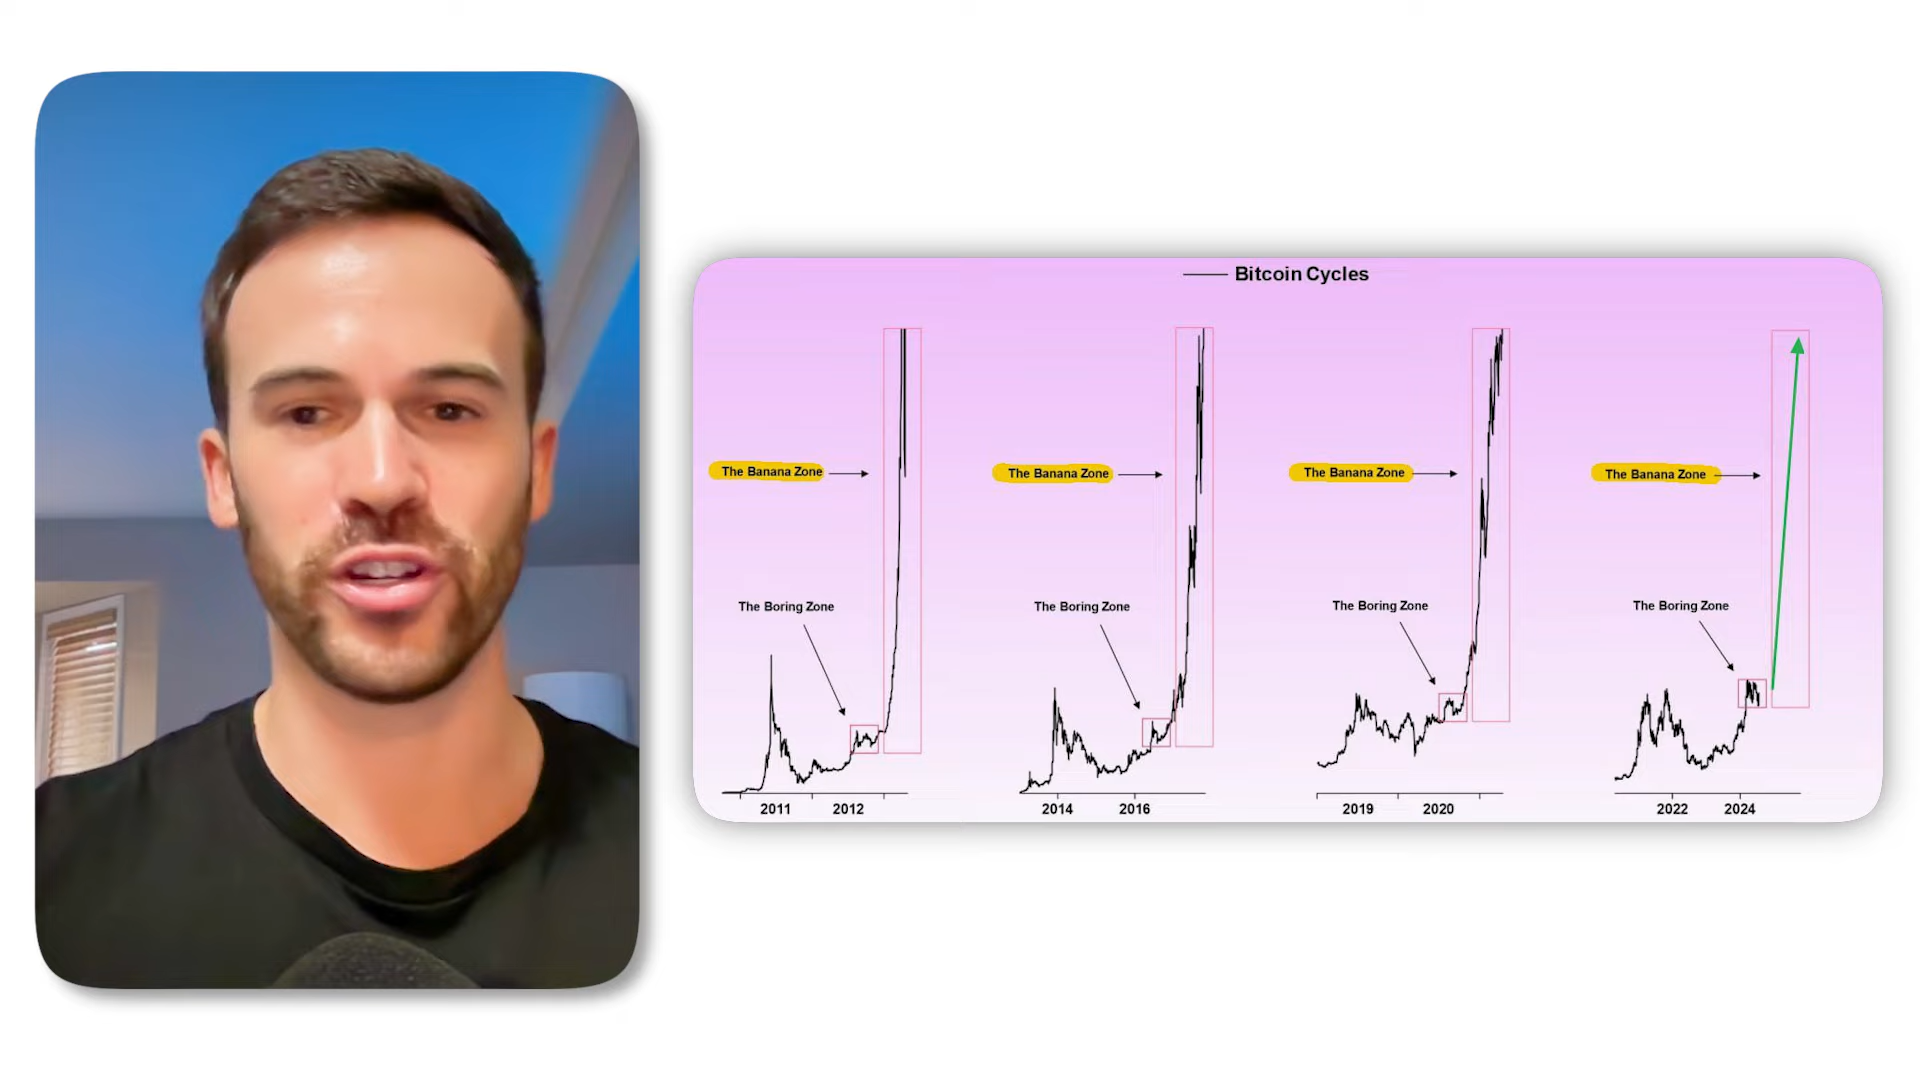 Bitcoin Cycles
The Banana Zone
The Banana Zone
The Banana Zone
The Banana Zone
The Boring Zone
The Boring Zone
The Boring Zone
The Boring Zone
2011 2012 2014 2016 2019 2020 2022 2024